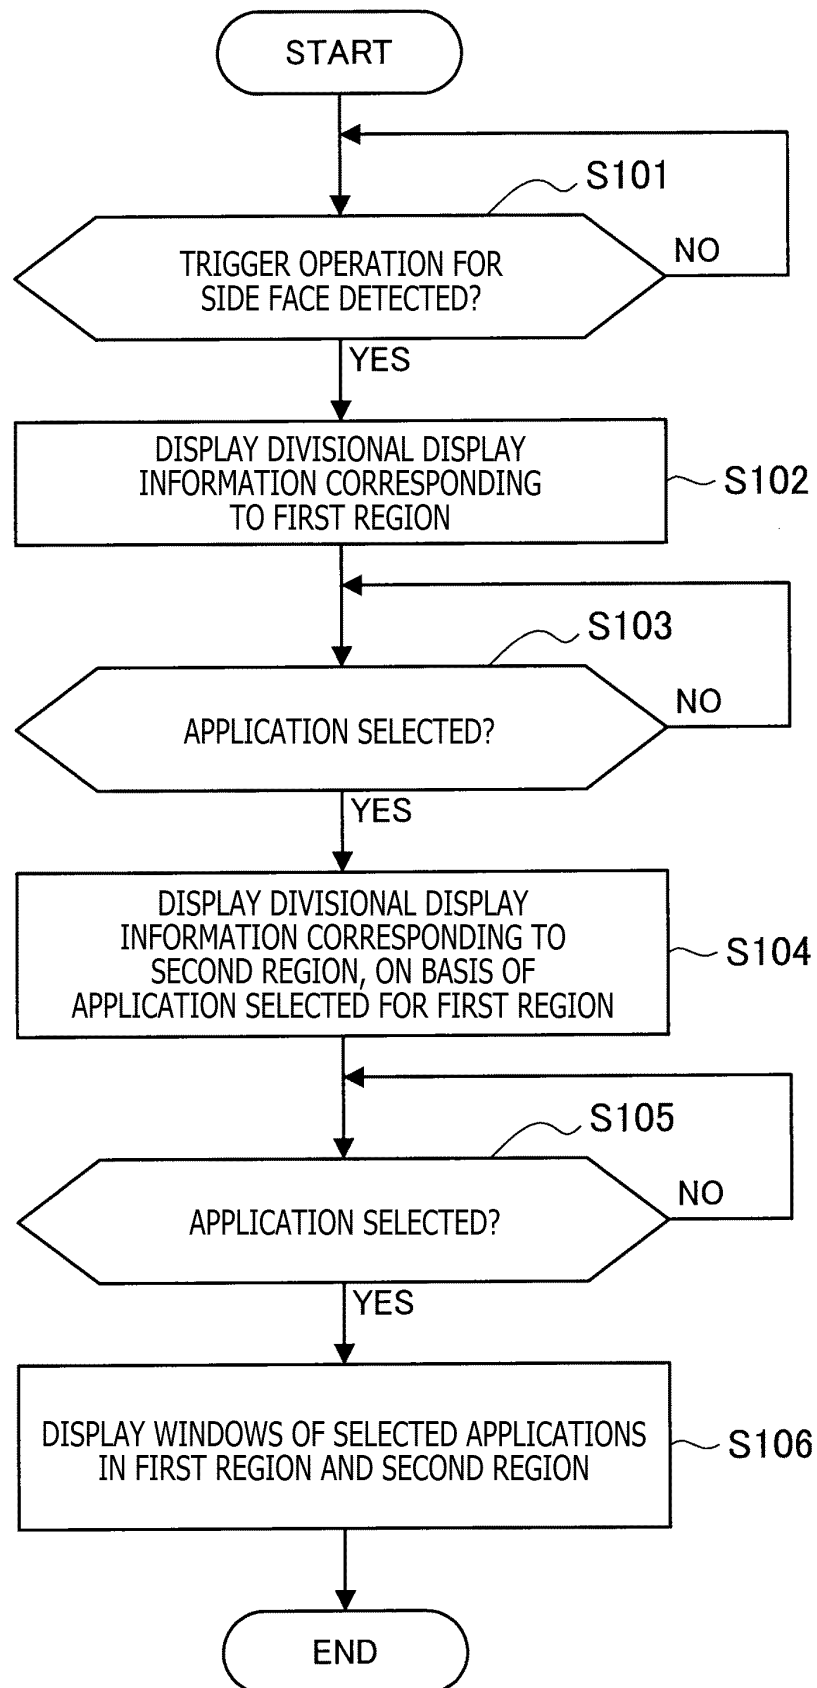 START
S101
TRIGGER OPERATION FOR
SIDE FACE DETECTED?
NO
YES
DISPLAY DIVISIONAL DISPLAY
INFORMATION CORRESPONDING
TO FIRST REGION
S102
S103
APPLICATION SELECTED?
NO
YES
DISPLAY DIVISIONAL DISPLAY
INFORMATION CORRESPONDING TO
SECOND REGION, ON BASIS OF
APPLICATION SELECTED FOR FIRST REGION
S104
S105
APPLICATION SELECTED?
NO
YES
DISPLAY WINDOWS OF SELECTED APPLICATIONS
IN FIRST REGION AND SECOND REGION
S106
END